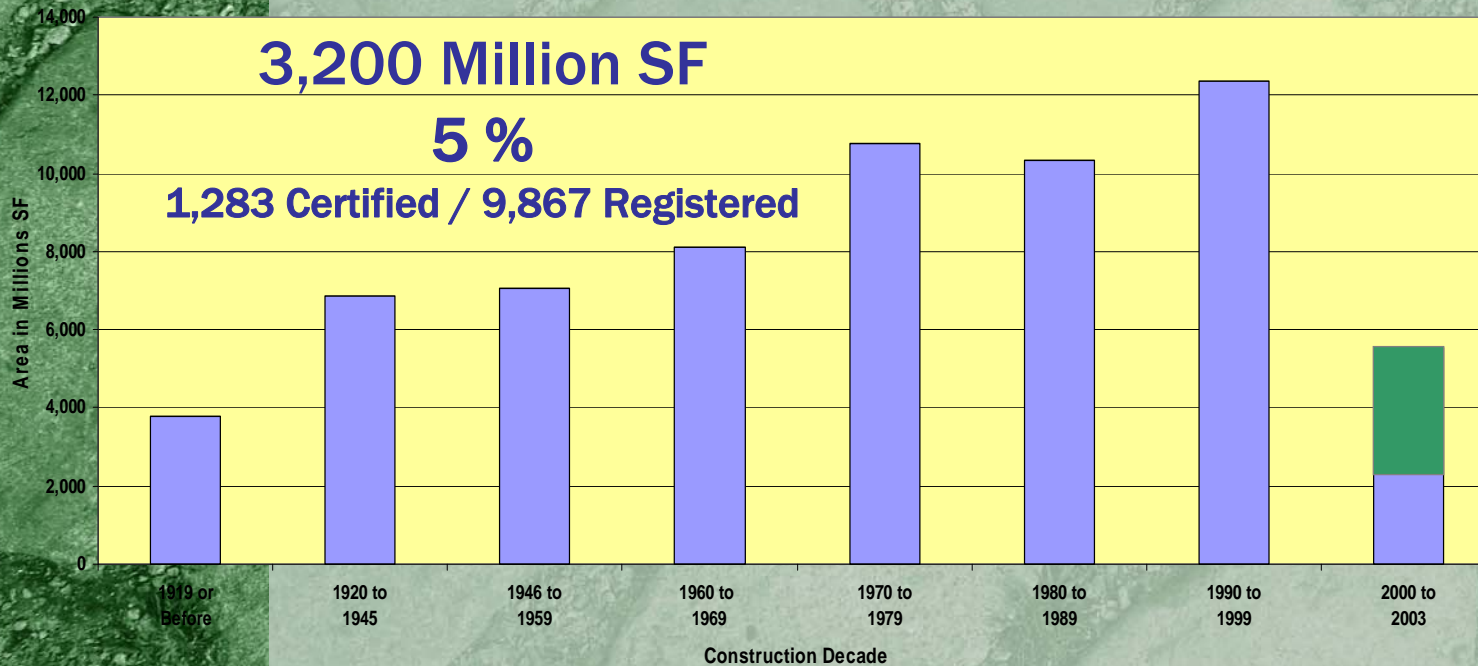 3,200 Million SF
5 %
1,283 Certified / 9,867 Registered
Area in Millions SF
14,000
12,000
10,000
8,000
6,000
4,000
2,000
0
1919 or
Before
1920 to
1945
1946 to
1959
1960 to
1969
1970 to
1979
1980 to
1989
1990 to
1999
2000 to
2003
Construction Decade